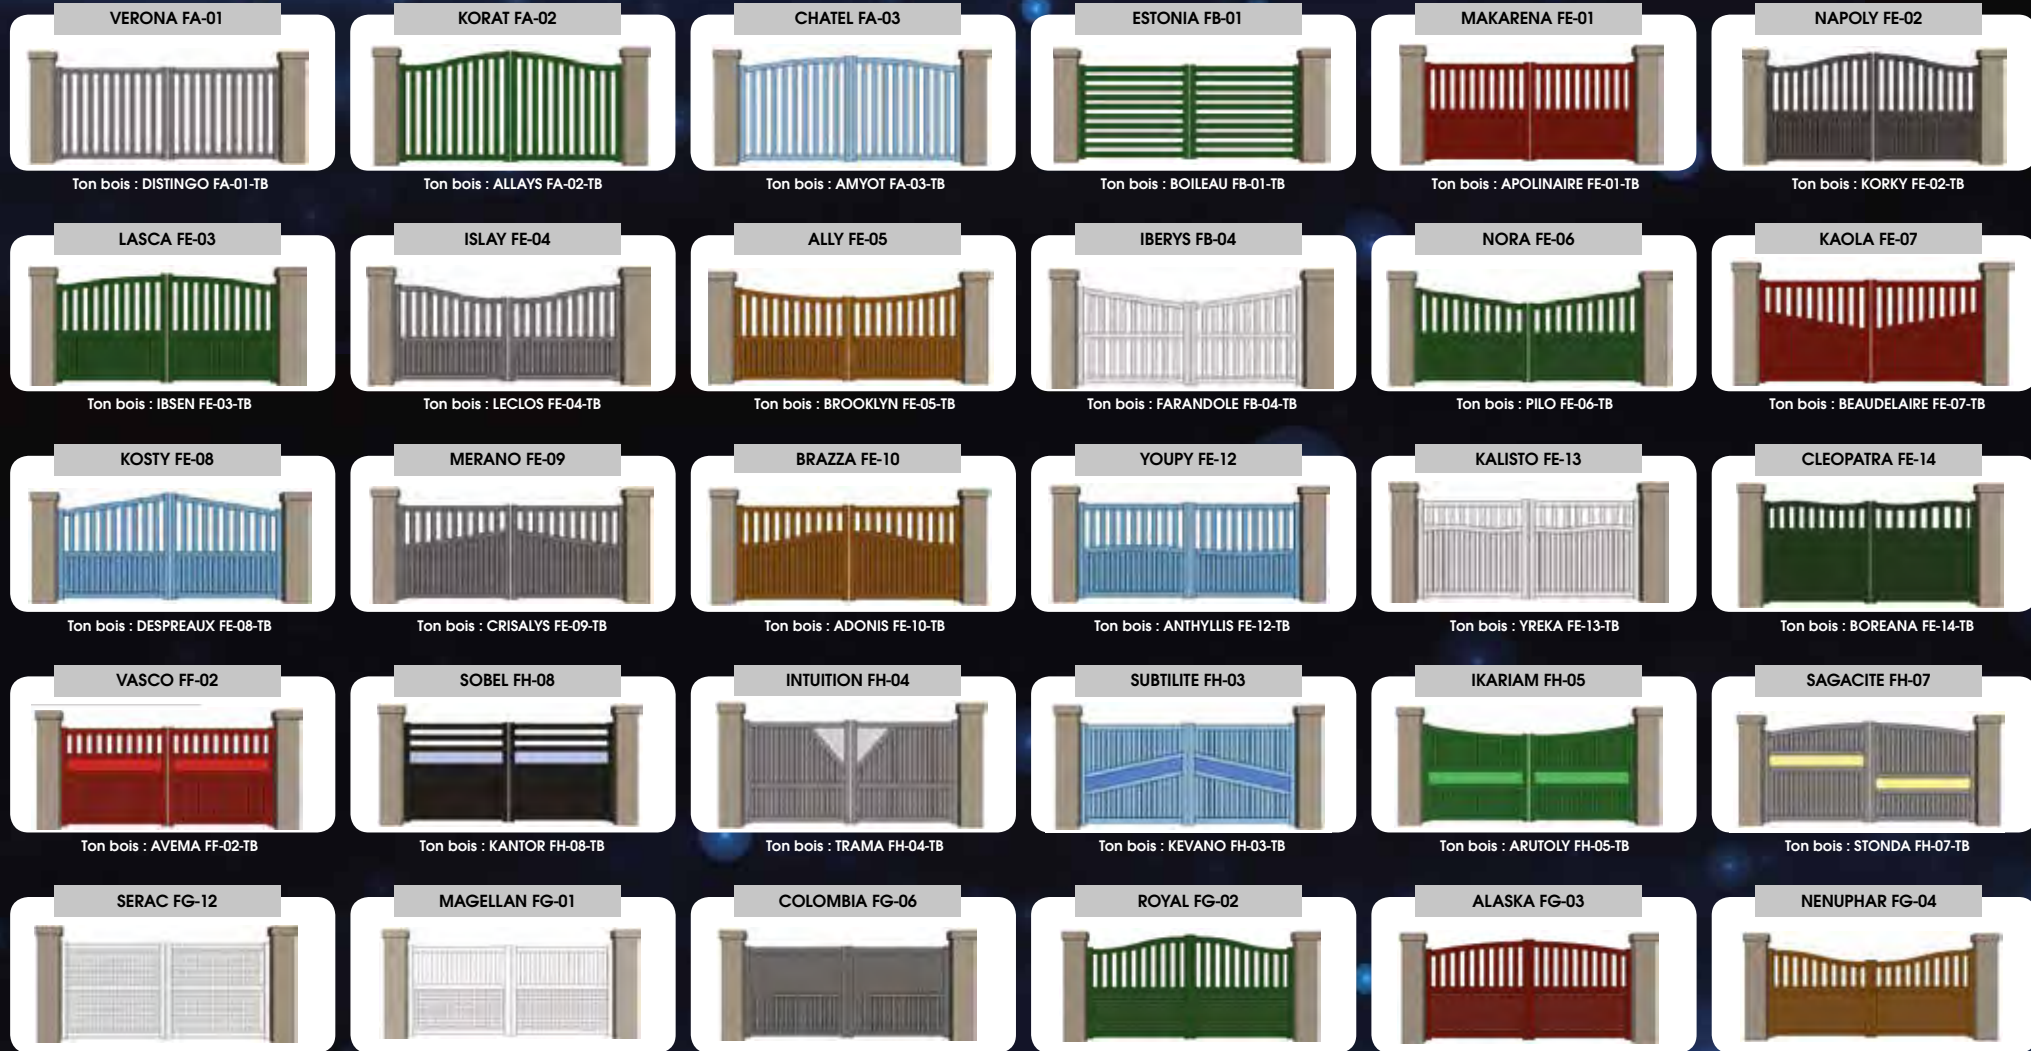 VERONA FA-01
KORAT FA-02
CHATEL FA-03
ESTONIA FB-01
MAKARENA FE-01
NAPOLY FE-02
Ton bois : DISTINGO FA-01-TB
Ton bois : ALLAYS FA-02-TB
Ton bois : AMYOT FA-03-TB
Ton bois : BOILEAU FB-01-TB
Ton bois : APOLINAIRE FE-01-TB
Ton bois : KORKY FE-02-TB
LASCA FE-03
ISLAY FE-04
ALLY FE-05
IBERYS FB-04
NORA FE-06
KAOLA FE-07
Ton bois : IBSEN FE-03-TB
Ton bois : LECLOS FE-04-TB
Ton bois : BROOKLYN FE-05-TB
Ton bois : FARANDOLE FB-04-TB
Ton bois : PILO FE-06-TB
Ton bois : BEAUDELAIRE FE-07-TB
KOSTY FE-08
MERANO FE-09
BRAZZA FE-10
YOUPY FE-12
KALISTO FE-13
CLEOPATRA FE-14
Ton bois : DESPREAUX FE-08-TB
Ton bois : CRISALYS FE-09-TB
Ton bois : ADONIS FE-10-TB
Ton bois : ANTHYLLIS FE-12-TB
Ton bois : YREKA FE-13-TB
Ton bois : BOREANA FE-14-TB
VASCO FF-02
SOBEL FH-08
INTUITION FH-04
SUBTILITE FH-03
IKARIAM FH-05
SAGACITE FH-07
Ton bois : AVEMA FF-02-TB
Ton bois : KANTOR FH-08-TB
Ton bois : TRAMA FH-04-TB
Ton bois : KEVANO FH-03-TB
Ton bois : ARUTOLY FH-05-TB
Ton bois : STONDA FH-07-TB
SERAC FG-12
MAGELLAN FG-01
COLOMBIA FG-06
ROYAL FG-02
ALASKA FG-03
NENUPHAR FG-04